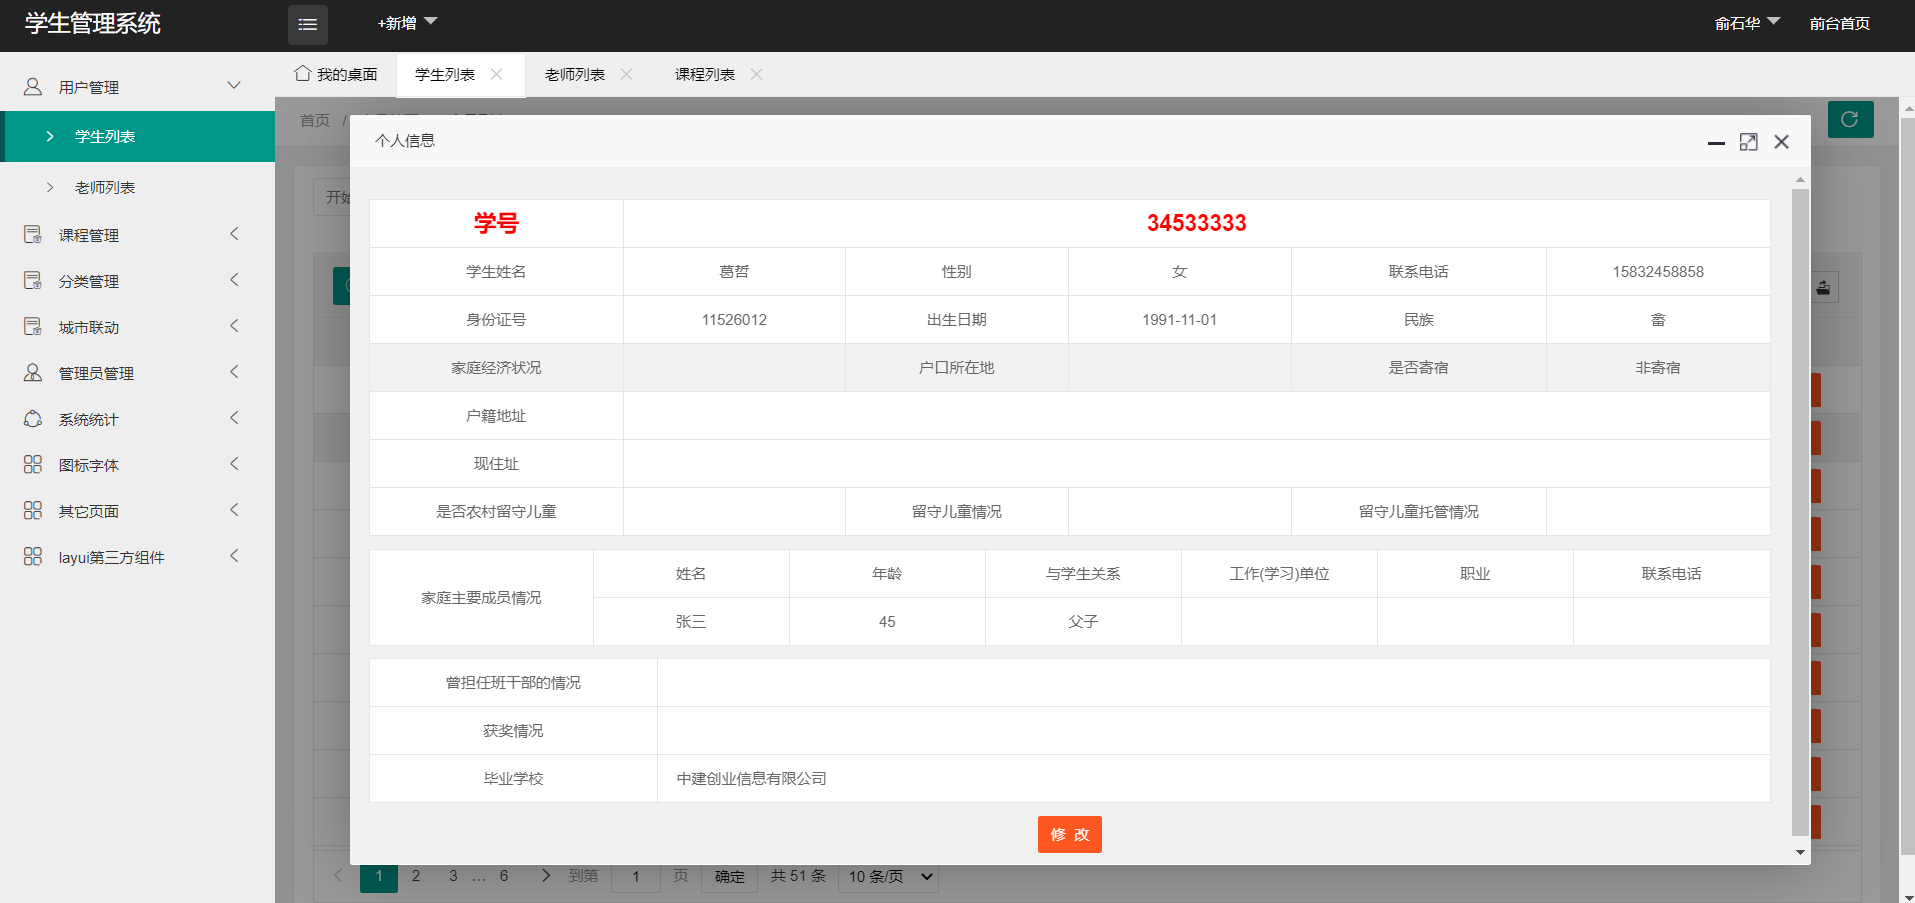 学生管理系统
+新增
俞石华
前台首页
用户管理
学生列表
老师列表
课程管理
分类管理
城市联动
管理员管理
系统统计
图标字体
其它页面
layui第三方组件
我的桌面
学生列表
老师列表
课程列表
首页 /
个人信息
开始
学号 34533333
学生姓名 葛哲 性别 女 联系电话 15832458858
身份证号 11526012 出生日期 1991-11-01 民族 畲
家庭经济状况 户口所在地 是否寄宿 非寄宿
户籍地址
现住址
是否农村留守儿童 留守儿童情况 留守儿童托管情况
家庭主要成员情况
姓名 年龄 与学生关系 工作(学习)单位 职业 联系电话
张三 45 父子
曾担任班干部的情况
获奖情况
毕业学校 中建创业信息有限公司
修 改
1 2 3 … 6 到第 1 页 确定 共 51 条 10 条/页